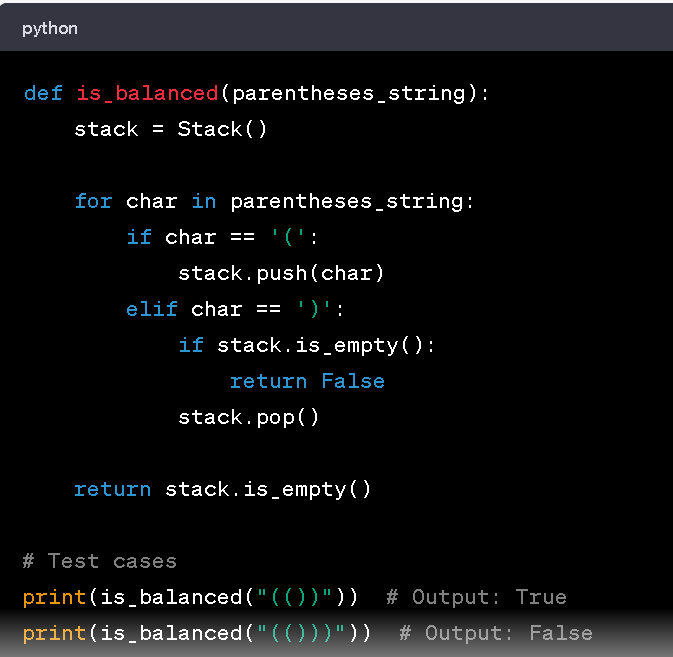 python
def is_balanced(parentheses_string):
    stack = Stack()

    for char in parentheses_string:
        if char == '(':
            stack.push(char)
        elif char == ')':
            if stack.is_empty():
                return False
            stack.pop()

    return stack.is_empty()

# Test cases
print(is_balanced("(())"))  # Output: True
print(is_balanced("(()))"))  # Output: False